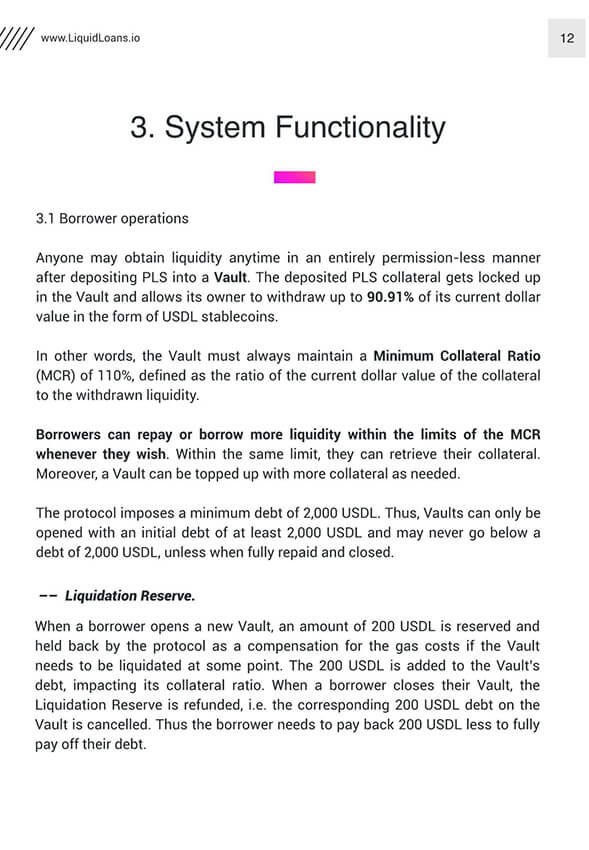 www.LiquidLoans.io
12
3. System Functionality
3.1 Borrower operations
Anyone may obtain liquidity anytime in an entirely permission-less manner
after depositing PLS into a Vault. The deposited PLS collateral gets locked up
in the Vault and allows its owner to withdraw up to 90.91% of its current dollar
value in the form of USDL stablecoins.
In other words, the Vault must always maintain a Minimum Collateral Ratio
(MCR) of 110%, defined as the ratio of the current dollar value of the collateral
to the withdrawn liquidity.
Borrowers can repay or borrow more liquidity within the limits of the MCR
whenever they wish. Within the same limit, they can retrieve their collateral.
Moreover, a Vault can be topped up with more collateral as needed.
The protocol imposes a minimum debt of 2,000 USDL. Thus, Vaults can only be
opened with an initial debt of at least 2,000 USDL and may never go below a
debt of 2,000 USDL, unless when fully repaid and closed.
–– Liquidation Reserve.
When a borrower opens a new Vault, an amount of 200 USDL is reserved and
held back by the protocol as a compensation for the gas costs if the Vault
needs to be liquidated at some point. The 200 USDL is added to the Vault's
debt, impacting its collateral ratio. When a borrower closes their Vault, the
Liquidation Reserve is refunded, i.e. the corresponding 200 USDL debt on the
Vault is cancelled. Thus the borrower needs to pay back 200 USDL less to fully
pay off their debt.